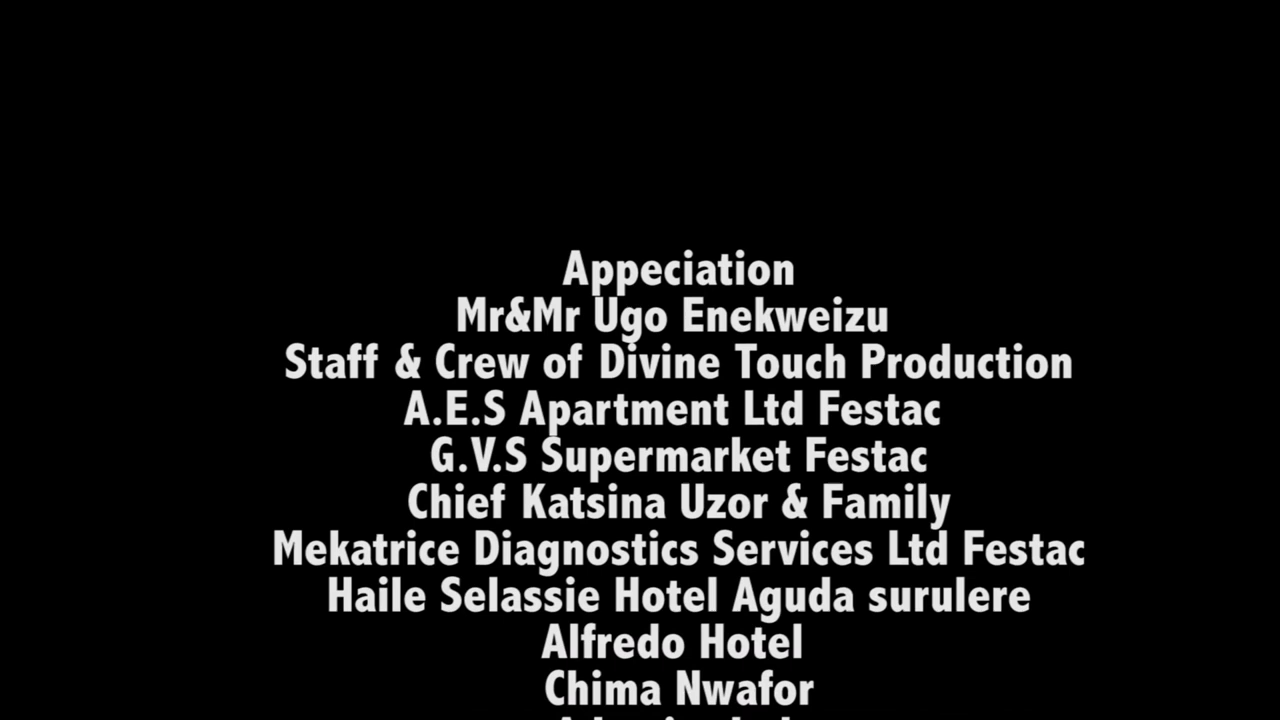 Appeciation
Mr&Mr Ugo Enekweizu
Staff & Crew of Divine Touch Production
A.E.S Apartment Ltd Festac
G.V.S Supermarket Festac
Chief Katsina Uzor & Family
Mekatrice Diagnostics Services Ltd Festac
Haile Selassie Hotel Aguda surulere
Alfredo Hotel
Chima Nwafor